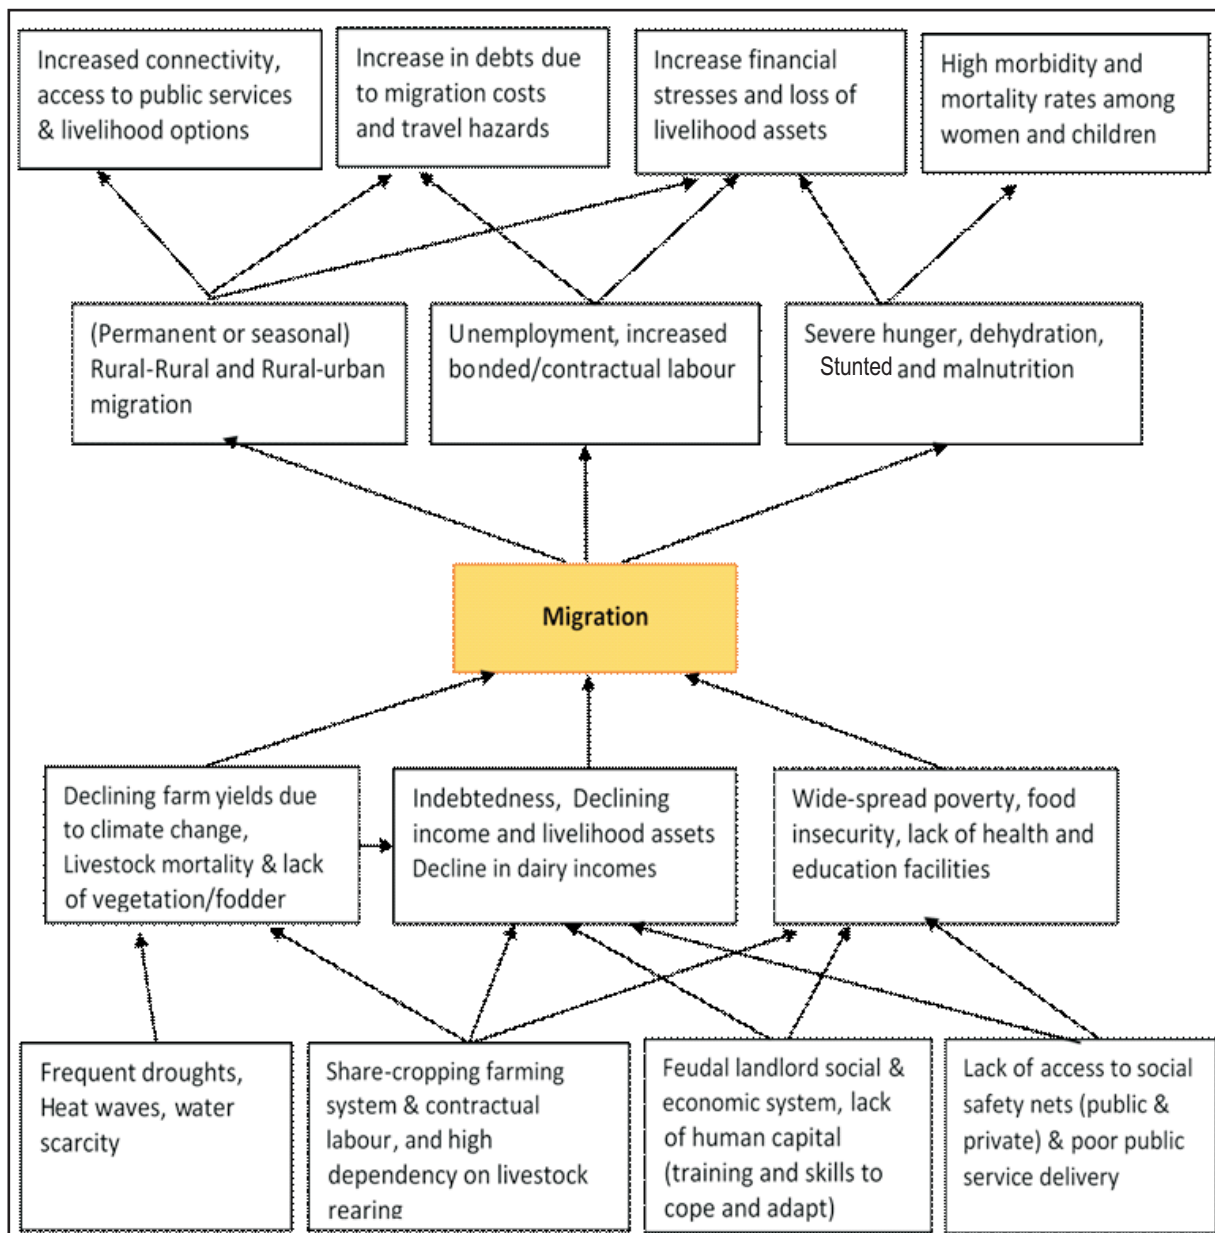 Increased connectivity,
access to public services
& livelihood options
Increase in debts due
to migration costs
and travel hazards
Increase financial
stresses and loss of
livelihood assets
High morbidity and
mortality rates among
women and children
(Permanent or seasonal)
Rural-Rural and Rural-urban
migration
Unemployment, increased
bonded/contractual labour
Severe hunger, dehydration,
Stunted and malnutrition
Migration
Declining farm yields due
to climate change,
Livestock mortality & lack
of vegetation/fodder
Indebtedness, Declining
income and livelihood assets
Decline in dairy incomes
Wide-spread poverty, food
insecurity, lack of health and
education facilities
Frequent droughts,
Heat waves, water
scarcity
Share-cropping farming
system & contractual
labour, and high
dependency on livestock
rearing
Feudal landlord social &
economic system, lack
of human capital
(training and skills to
cope and adapt)
Lack of access to social
safety nets (public &
private) & poor public
service delivery